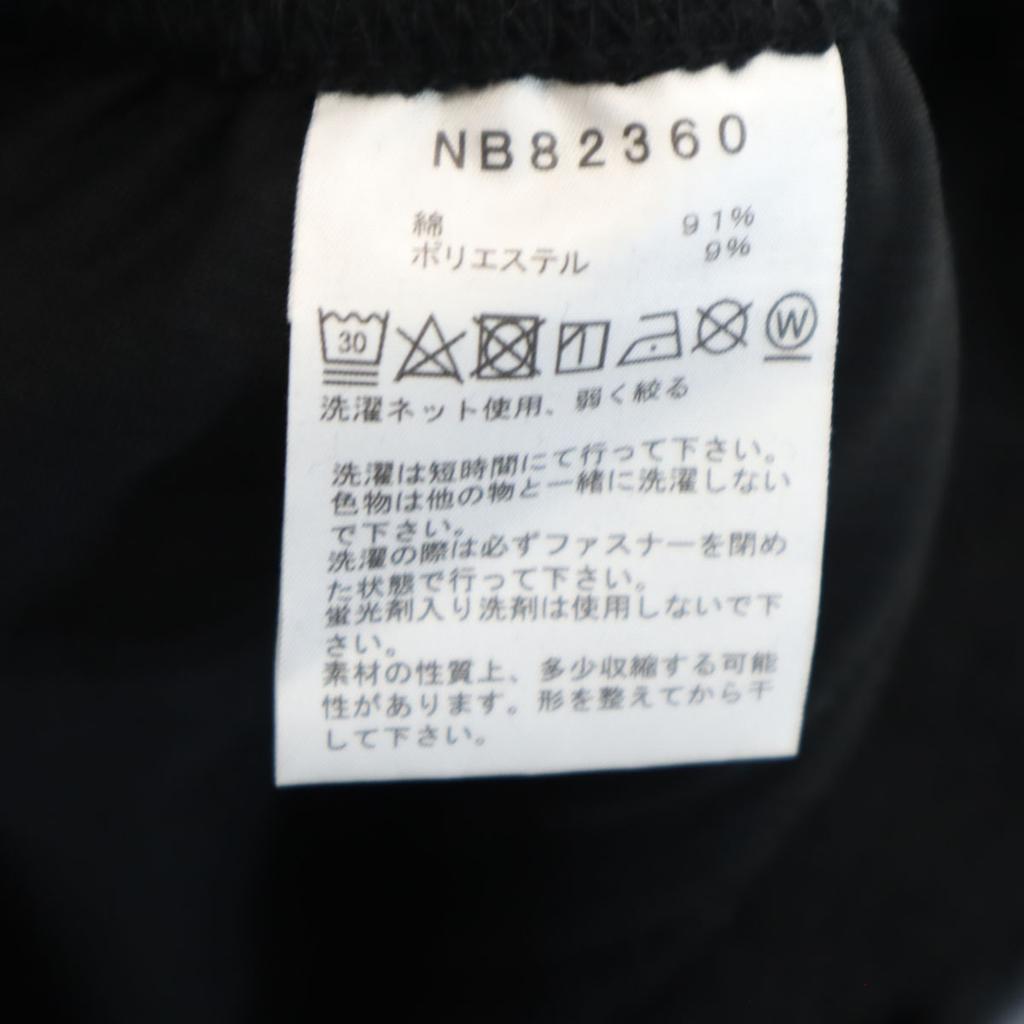 NB82360
綿 91%
ポリエステル 9%
30 W
洗濯ネット使用、弱く絞る
洗濯は短時間にて行って下さい。
色物は他の物と一緒に洗濯しない
で下さい。
洗濯の際は必ずファスナーを閉め
た状態で行って下さい。
蛍光剤入り洗剤は使用しないで下
さい。
素材の性質上、多少収縮する可能
性があります。形を整えてから干
して下さい。